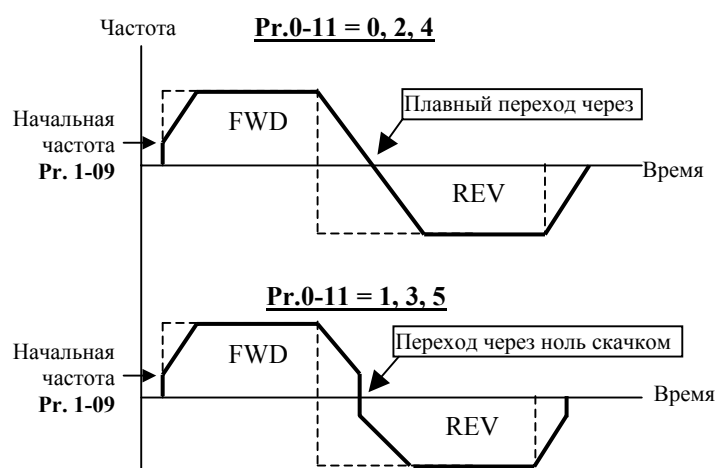 Частота
Pr.0-11 = 0, 2, 4
Плавный переход через
Начальная
частота
Pr. 1-09
FWD
Время
REV
Pr.0-11 = 1, 3, 5
Переход через ноль скачком
Начальная
частота
Pr. 1-09
FWD
Время
REV